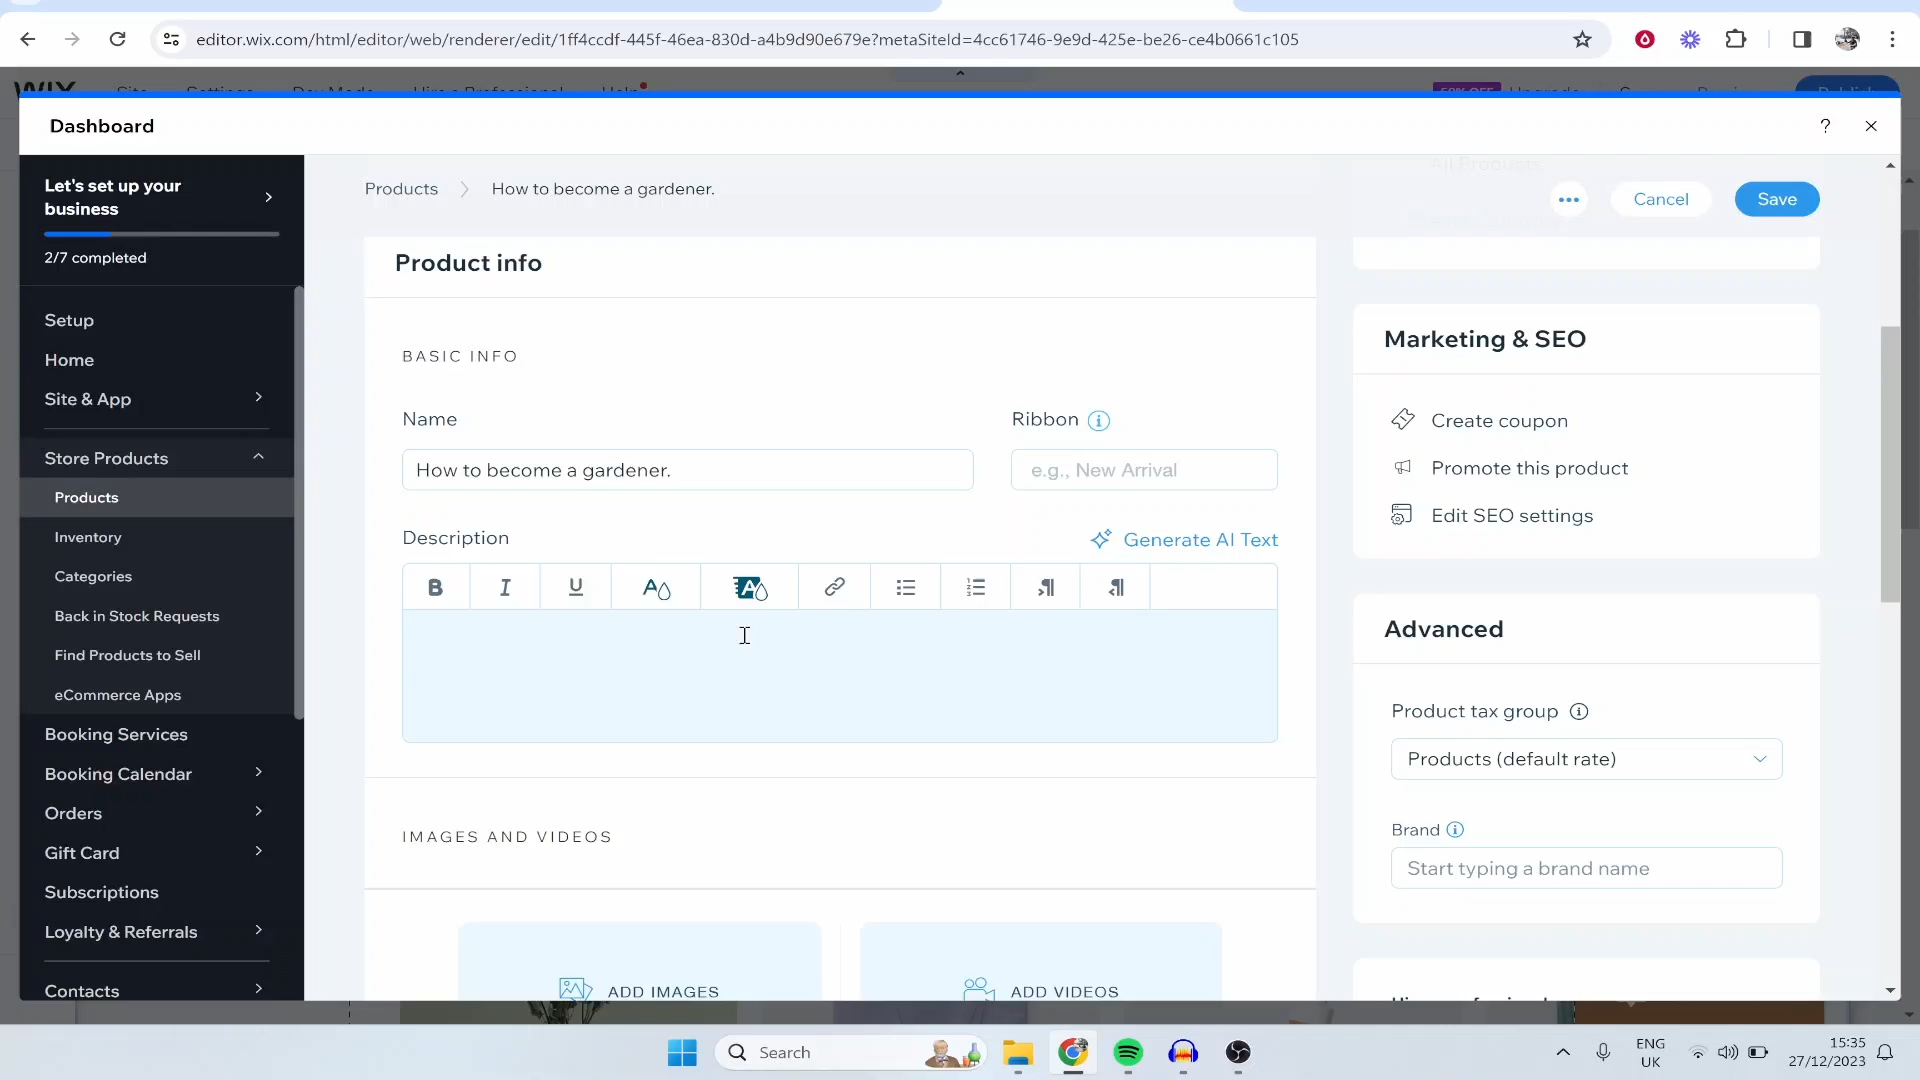 editor.wix.com/html/editor/web/renderer/edit/1ff4ccdf-445f-46ea-830d-a4b9d90e679e?metaSiteId=4cc61746-9e9d-425e-be26-ce4b0661c105
Dashboard
?
Let's set up your
business
2/7 completed
Setup
Home
Site & App
Store Products
Products
Inventory
Categories
Back in Stock Requests
Find Products to Sell
eCommerce Apps
Booking Services
Booking Calendar
Orders
Gift Card
Subscriptions
Loyalty & Referrals
Contacts
Products
How to become a gardener.
All Products
Cancel
Save
Product info
BASIC INFO
Name
Ribbon
How to become a gardener.
e.g., New Arrival
Description
Generate AI Text
B I U A A
IMAGES AND VIDEOS
ADD IMAGES
ADD VIDEOS
Marketing & SEO
Create coupon
Promote this product
Edit SEO settings
Advanced
Product tax group
Products (default rate)
Brand
Start typing a brand name
Search
ENG
UK
15:35
27/12/2023